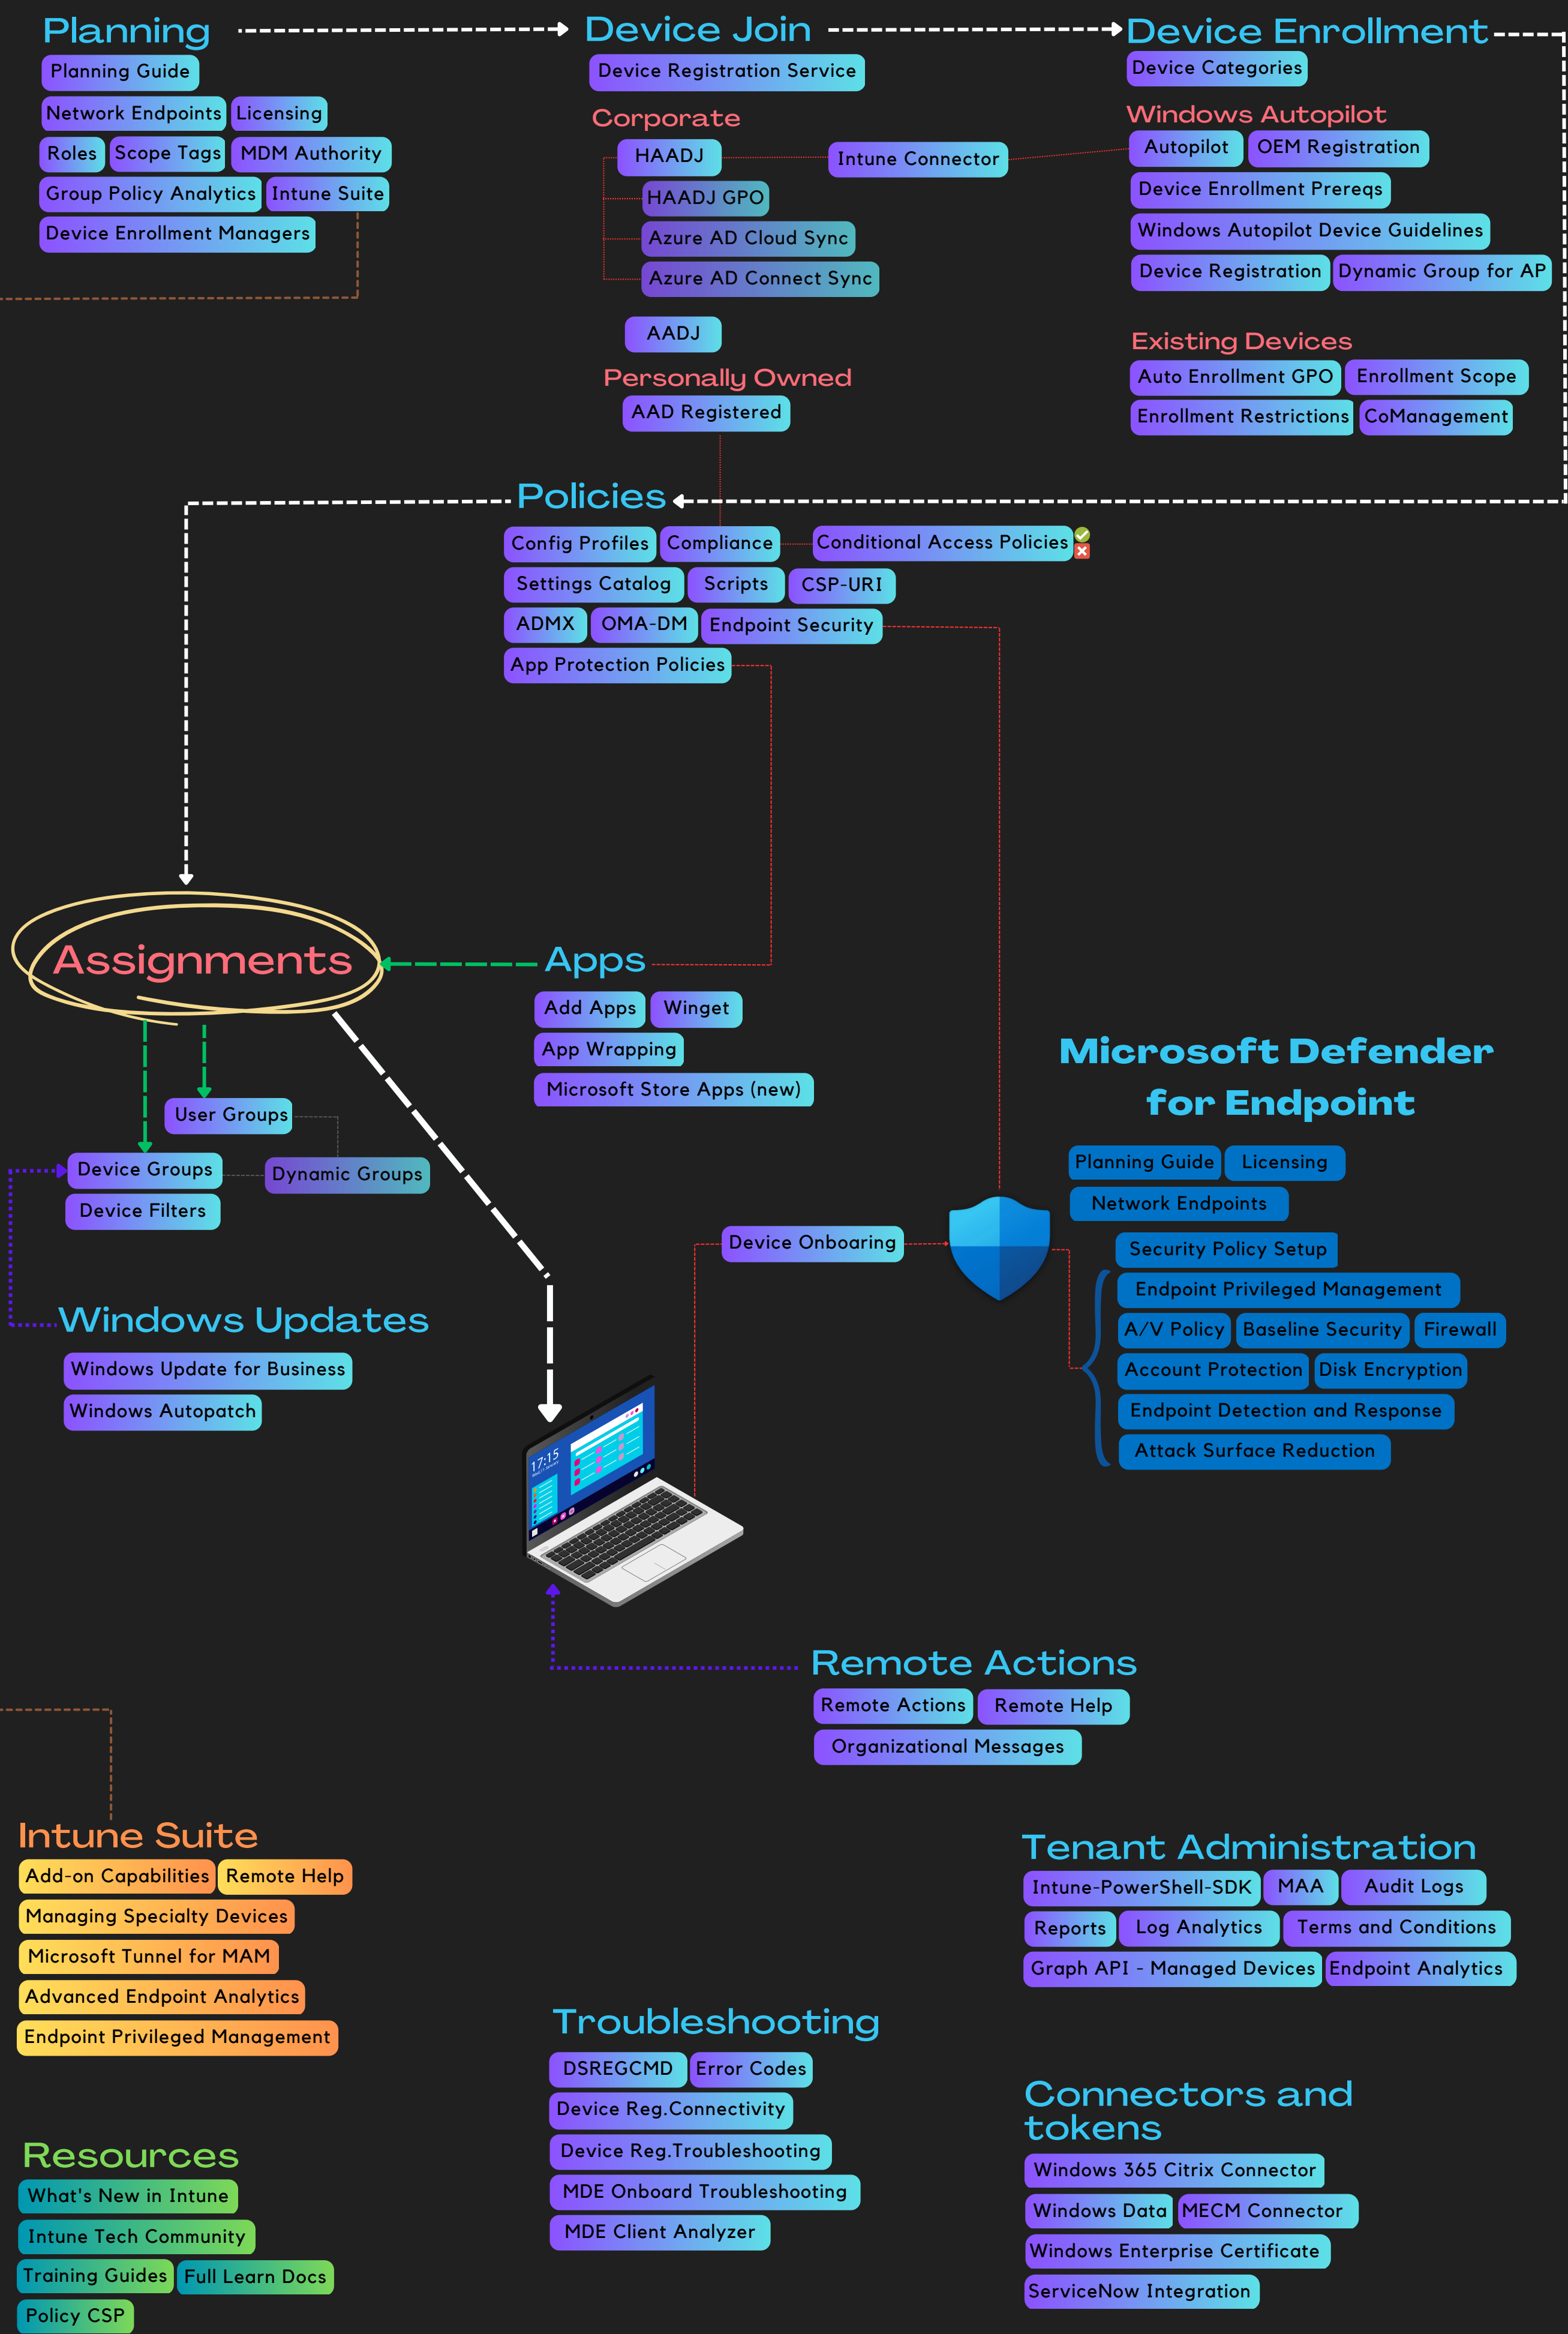 Planning
Planning Guide
Network Endpoints
Licensing
Roles
Scope Tags
MDM Authority
Group Policy Analytics
Intune Suite
Device Enrollment Managers
Device Join
Device Registration Service
Corporate
HAADJ
Intune Connector
HAADJ GPO
Azure AD Cloud Sync
Azure AD Connect Sync
AADJ
Personally Owned
AAD Registered
Device Enrollment
Device Categories
Windows Autopilot
Autopilot
OEM Registration
Device Enrollment Prereqs
Windows Autopilot Device Guidelines
Device Registration
Dynamic Group for AP
Existing Devices
Auto Enrollment GPO
Enrollment Scope
Enrollment Restrictions
CoManagement
Policies
Config Profiles
Compliance
Conditional Access Policies
Settings Catalog
Scripts
CSP-URI
ADMX
OMA-DM
Endpoint Security
App Protection Policies
Assignments
User Groups
Device Groups
Dynamic Groups
Device Filters
Apps
Add Apps
Winget
App Wrapping
Microsoft Store Apps (new)
Microsoft Defender
for Endpoint
Planning Guide
Licensing
Network Endpoints
Security Policy Setup
Endpoint Privileged Management
A/V Policy
Baseline Security
Firewall
Account Protection
Disk Encryption
Endpoint Detection and Response
Attack Surface Reduction
Device Onboaring
Windows Updates
Windows Update for Business
Windows Autopatch
17:15
Remote Actions
Remote Actions
Remote Help
Organizational Messages
Intune Suite
Add-on Capabilities
Remote Help
Managing Specialty Devices
Microsoft Tunnel for MAM
Advanced Endpoint Analytics
Endpoint Privileged Management
Tenant Administration
Intune-PowerShell-SDK
MAA
Audit Logs
Reports
Log Analytics
Terms and Conditions
Graph API - Managed Devices
Endpoint Analytics
Troubleshooting
DSREGCMD
Error Codes
Device Reg.Connectivity
Device Reg.Troubleshooting
MDE Onboard Troubleshooting
MDE Client Analyzer
Connectors and
tokens
Windows 365 Citrix Connector
Windows Data
MECM Connector
Windows Enterprise Certificate
ServiceNow Integration
Resources
What's New in Intune
Intune Tech Community
Training Guides
Full Learn Docs
Policy CSP